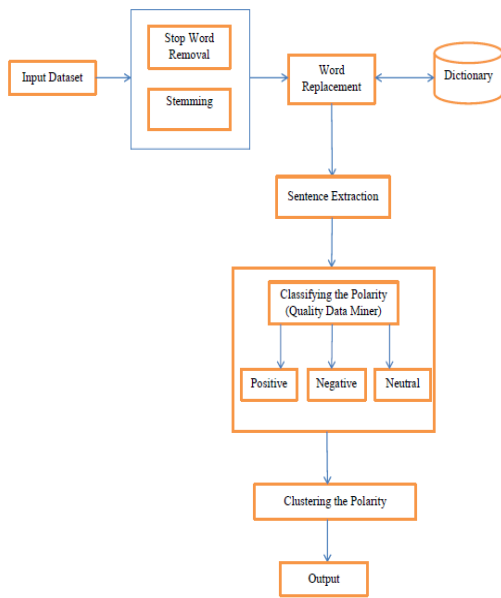 Stop Word
Removal
Input Dataset
Stemming
Word
Replacement
Dictionary
Sentence Extraction
Classifying the Polarity
(Quality Data Miner)
Positive
Negative
Neutral
Clustering the Polarity
Output